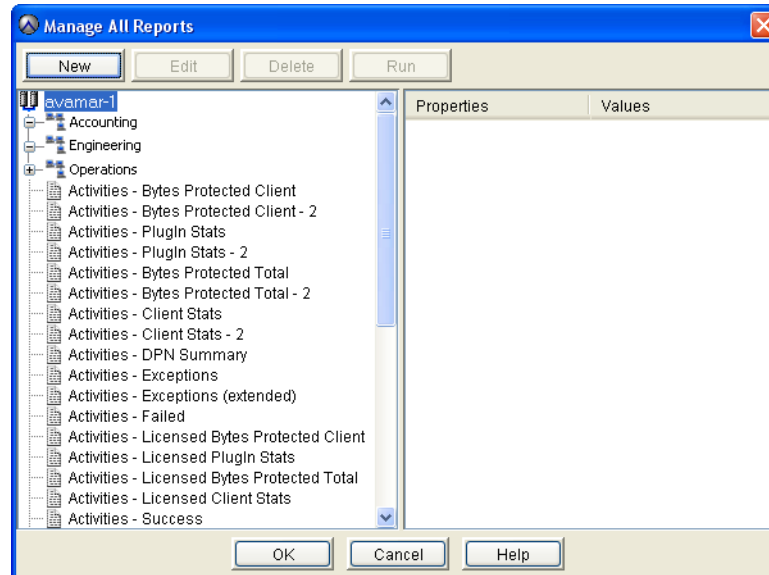 Manage All Reports
New Edit Delete Run
avamar-1
Accounting
Engineering
Operations
Activities - Bytes Protected Client
Activities - Bytes Protected Client - 2
Activities - PlugIn Stats
Activities - PlugIn Stats - 2
Activities - Bytes Protected Total
Activities - Bytes Protected Total - 2
Activities - Client Stats
Activities - Client Stats - 2
Activities - DPN Summary
Activities - Exceptions
Activities - Exceptions (extended)
Activities - Failed
Activities - Licensed Bytes Protected Client
Activities - Licensed PlugIn Stats
Activities - Licensed Bytes Protected Total
Activities - Licensed Client Stats
Activities - Success
Properties Values
OK Cancel Help